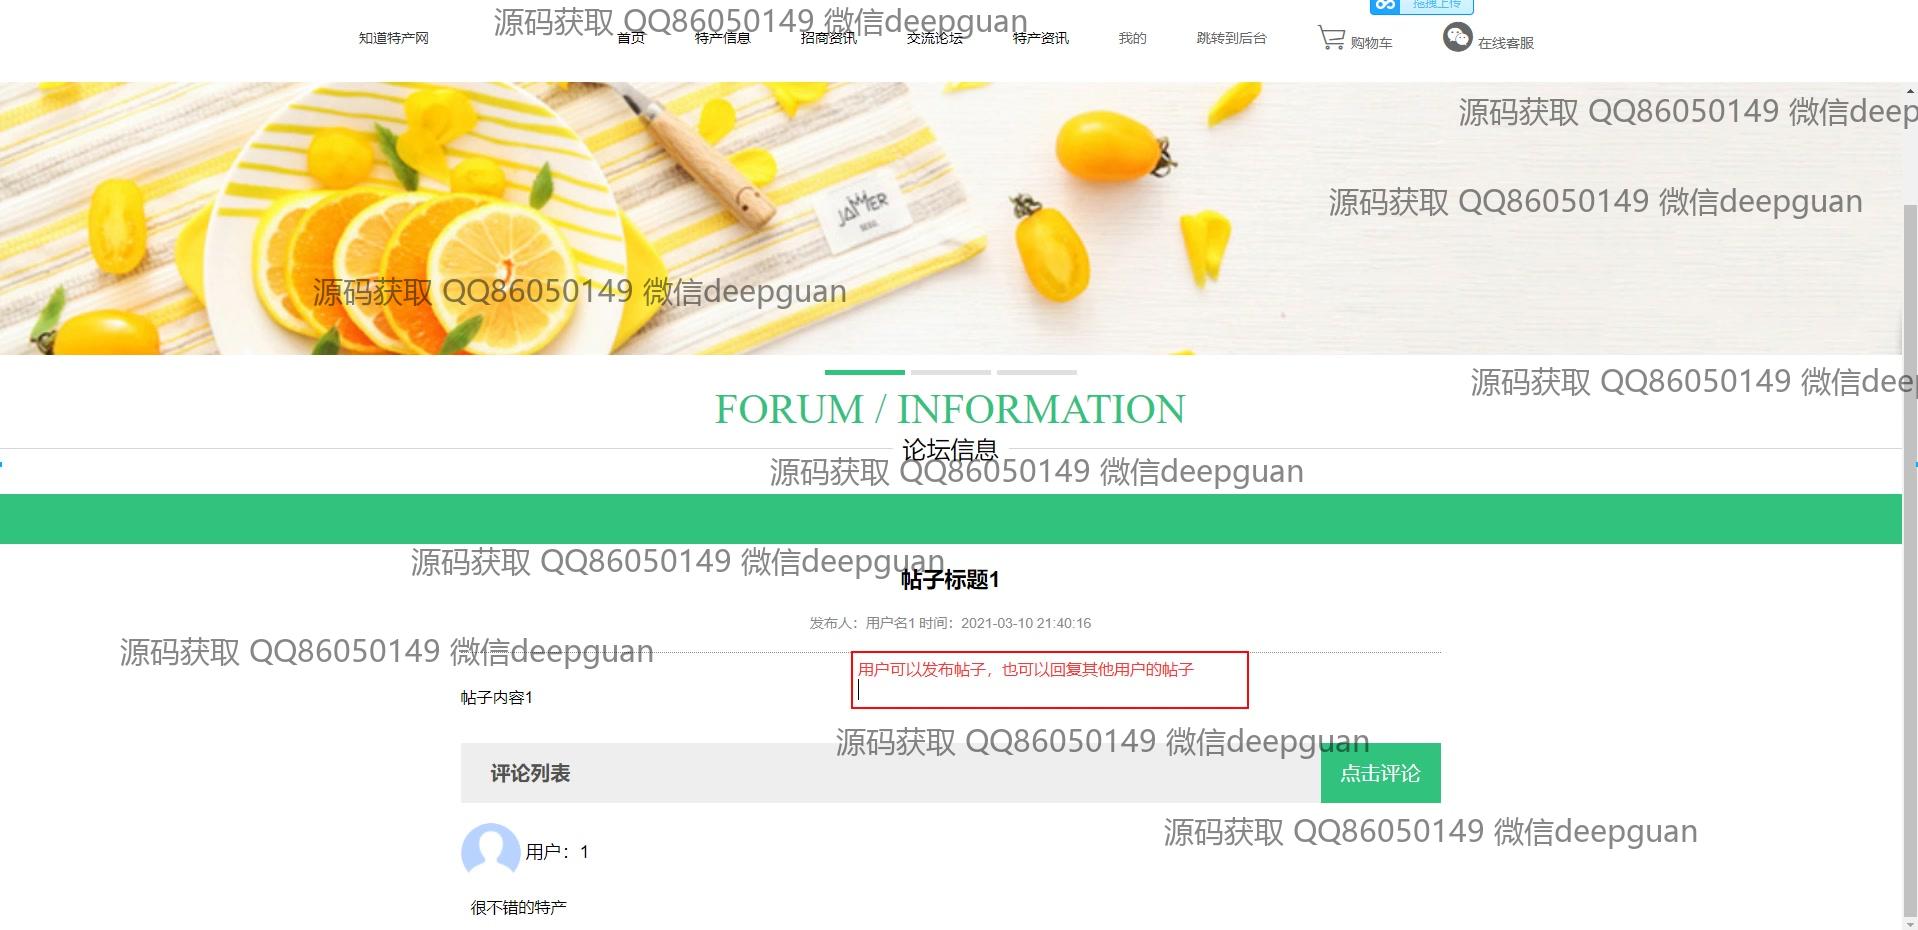 拖拽上传
源码获取 QQ86050149 微信deepguan
知道特产网 首页 特产信息 招商资讯 交流论坛 特产资讯 我的 跳转到后台 购物车 在线客服
源码获取 QQ86050149 微信deep
源码获取 QQ86050149 微信deepguan
JAMMER
SEOUL
源码获取 QQ86050149 微信deepguan
源码获取 QQ86050149 微信dee
FORUM / INFORMATION
论坛信息
源码获取 QQ86050149 微信deepguan
源码获取 QQ86050149 微信deepguan
帖子标题1
发布人：用户名1 时间：2021-03-10 21:40:16
源码获取 QQ86050149 微信deepguan
用户可以发布帖子，也可以回复其他用户的帖子
帖子内容1
源码获取 QQ86050149 微信deepguan
评论列表 点击评论
源码获取 QQ86050149 微信deepguan
用户：1
很不错的特产